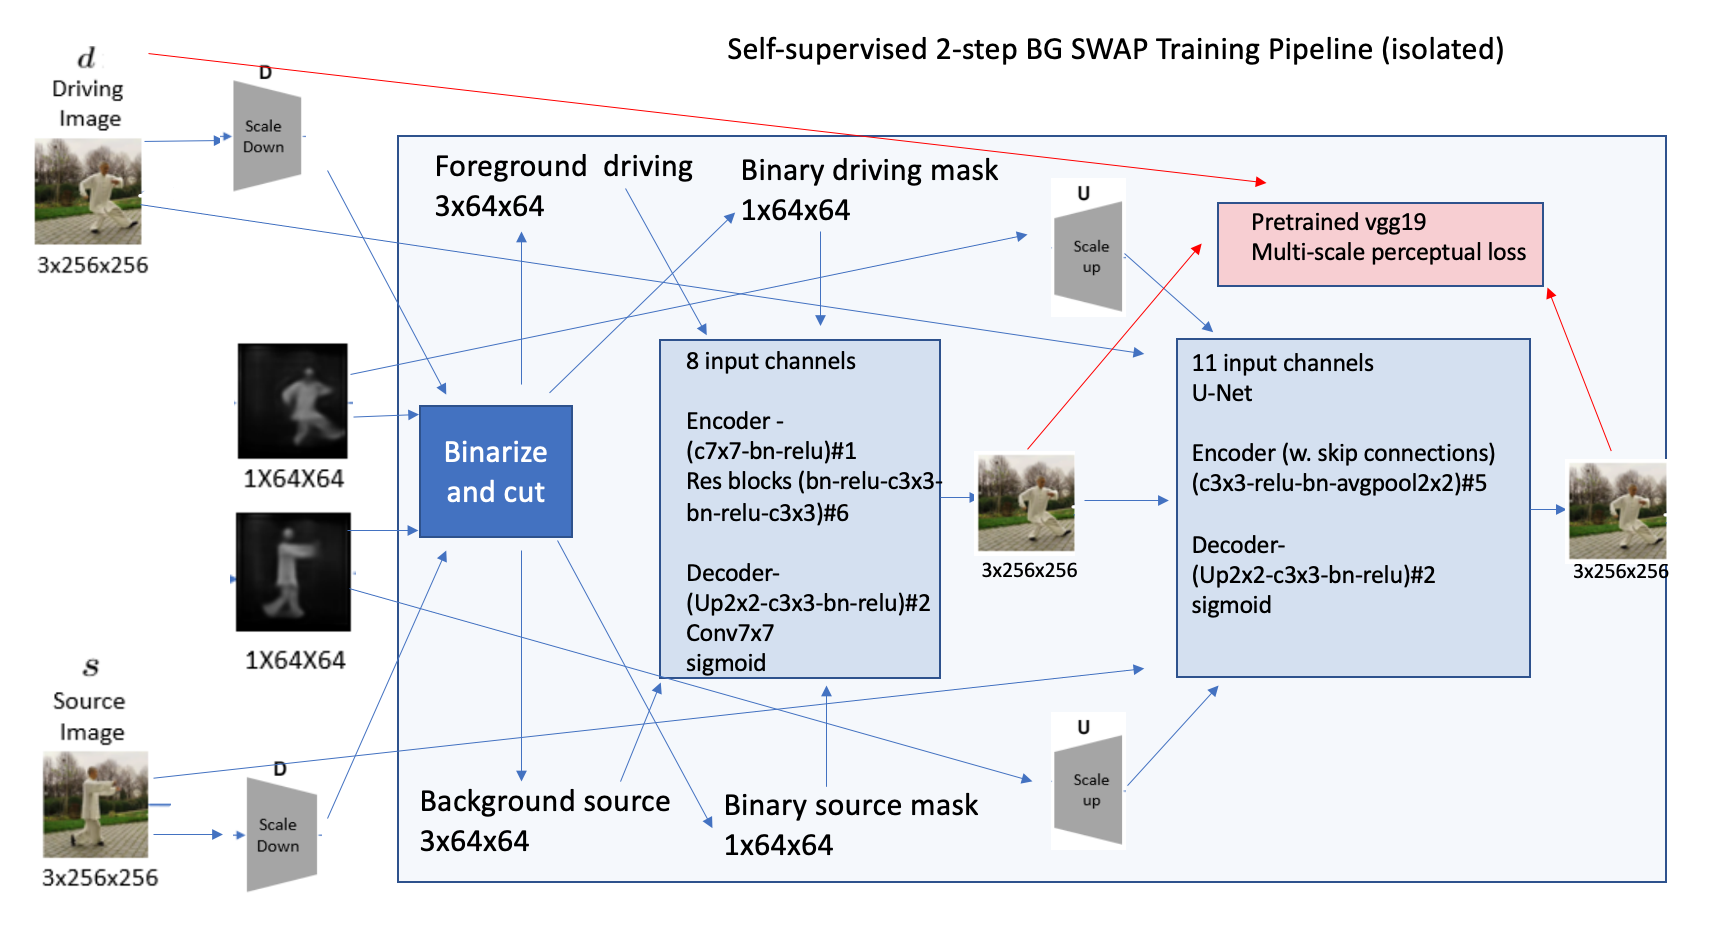 Self-supervised 2-step BG SWAP Training Pipeline (isolated)
d
Driving
Image
3x256x256
D
Scale
Down
Foreground driving
3x64x64
Binary driving mask
1x64x64
U
Scale
up
Pretrained vgg19
Multi-scale perceptual loss
1X64X64
1X64X64
Binarize
and cut
8 input channels
Encoder -
(c7x7-bn-relu)#1
Res blocks (bn-relu-c3x3-
bn-relu-c3x3)#6
Decoder-
(Up2x2-c3x3-bn-relu)#2
Conv7x7
sigmoid
3x256x256
11 input channels
U-Net
Encoder (w. skip connections)
(c3x3-relu-bn-avgpool2x2)#5
Decoder-
(Up2x2-c3x3-bn-relu)#2
sigmoid
3x256x256
s
Source
Image
3x256x256
D
Scale
Down
Background source
3x64x64
Binary source mask
1x64x64
U
Scale
up